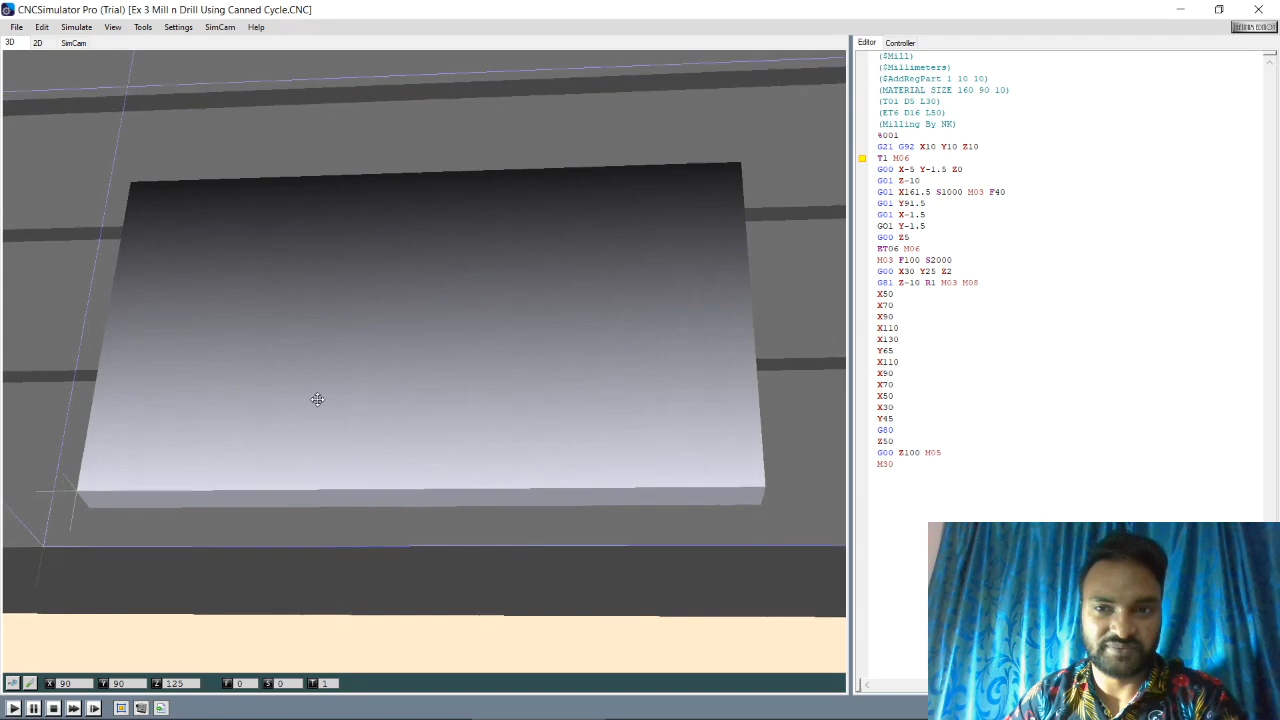 CNCSimulator Pro (Trial) [Ex 3 Mill n Drill Using Canned Cycle.CNC]
File Edit Simulate View Tools Settings SimCam Help
3D 2D SimCam
Editor Controller
($Mill)
($Millimeters)
($AddRegPart 1 10 10)
(MATERIAL SIZE 160 90 10)
(T01 D5 L30)
(ET6 D16 L50)
(Milling By NK)
%001
G21 G92 X10 Y10 Z10
T1 M06
G00 X-5 Y-1.5 Z0
G01 Z-10
G01 X161.5 S1000 M03 F40
G01 Y91.5
G01 X-1.5
GO1 Y-1.5
G00 Z5
ET06 M06
M03 F100 S2000
G00 X30 Y25 Z2
G81 Z-10 R1 M03 M08
X50
X70
X90
X110
X130
Y65
X110
X90
X70
X50
X30
Y45
G80
Z50
G00 Z100 M05
M30
X 90 Y 90 Z 125 F 0 S 0 T 1